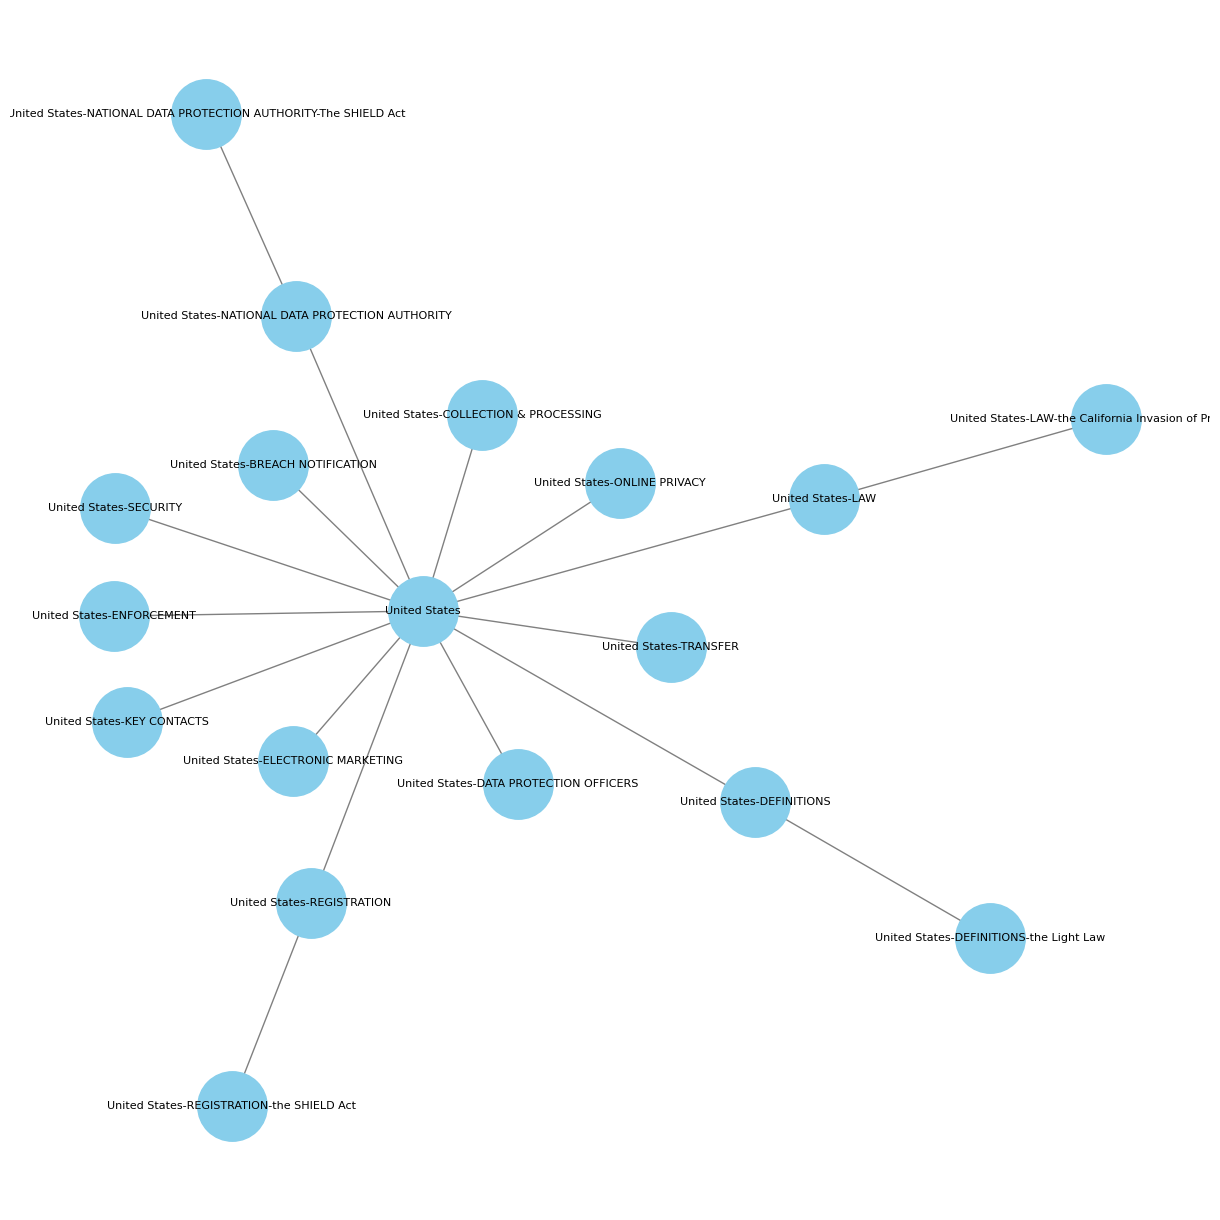 United States-NATIONAL DATA PROTECTION AUTHORITY-The SHIELD Act
United States-NATIONAL DATA PROTECTION AUTHORITY
United States-COLLECTION & PROCESSING
United States-LAW-the California Invasion of Pr
United States-BREACH NOTIFICATION
United States-ONLINE PRIVACY
United States-LAW
United States-SECURITY
United States
United States-ENFORCEMENT
United States-TRANSFER
United States-KEY CONTACTS
United States-ELECTRONIC MARKETING
United States-DATA PROTECTION OFFICERS
United States-DEFINITIONS
United States-REGISTRATION
United States-DEFINITIONS-the Light Law
United States-REGISTRATION-the SHIELD Act